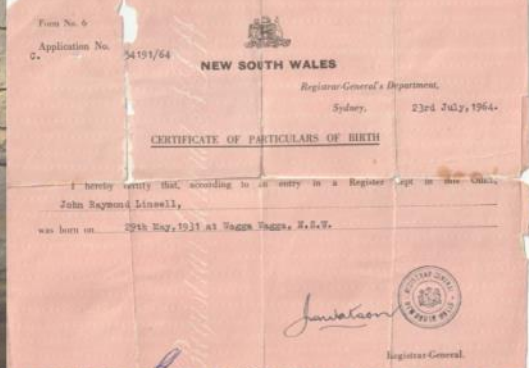 Form No. 6
Application No.
C. 54191/64
NEW SOUTH WALES
Registrar-General's Department,
Sydney, 23rd July, 1964.
CERTIFICATE OF PARTICULARS OF BIRTH
I hereby certify that, according to an entry in a Register kept in this Office,
John Raymond Linsell,
was born on 29th May, 1931 at Wagga Wagga, N.S.W.
REGISTRAR GENERAL
NEW SOUTH WALES
Registrar-General.